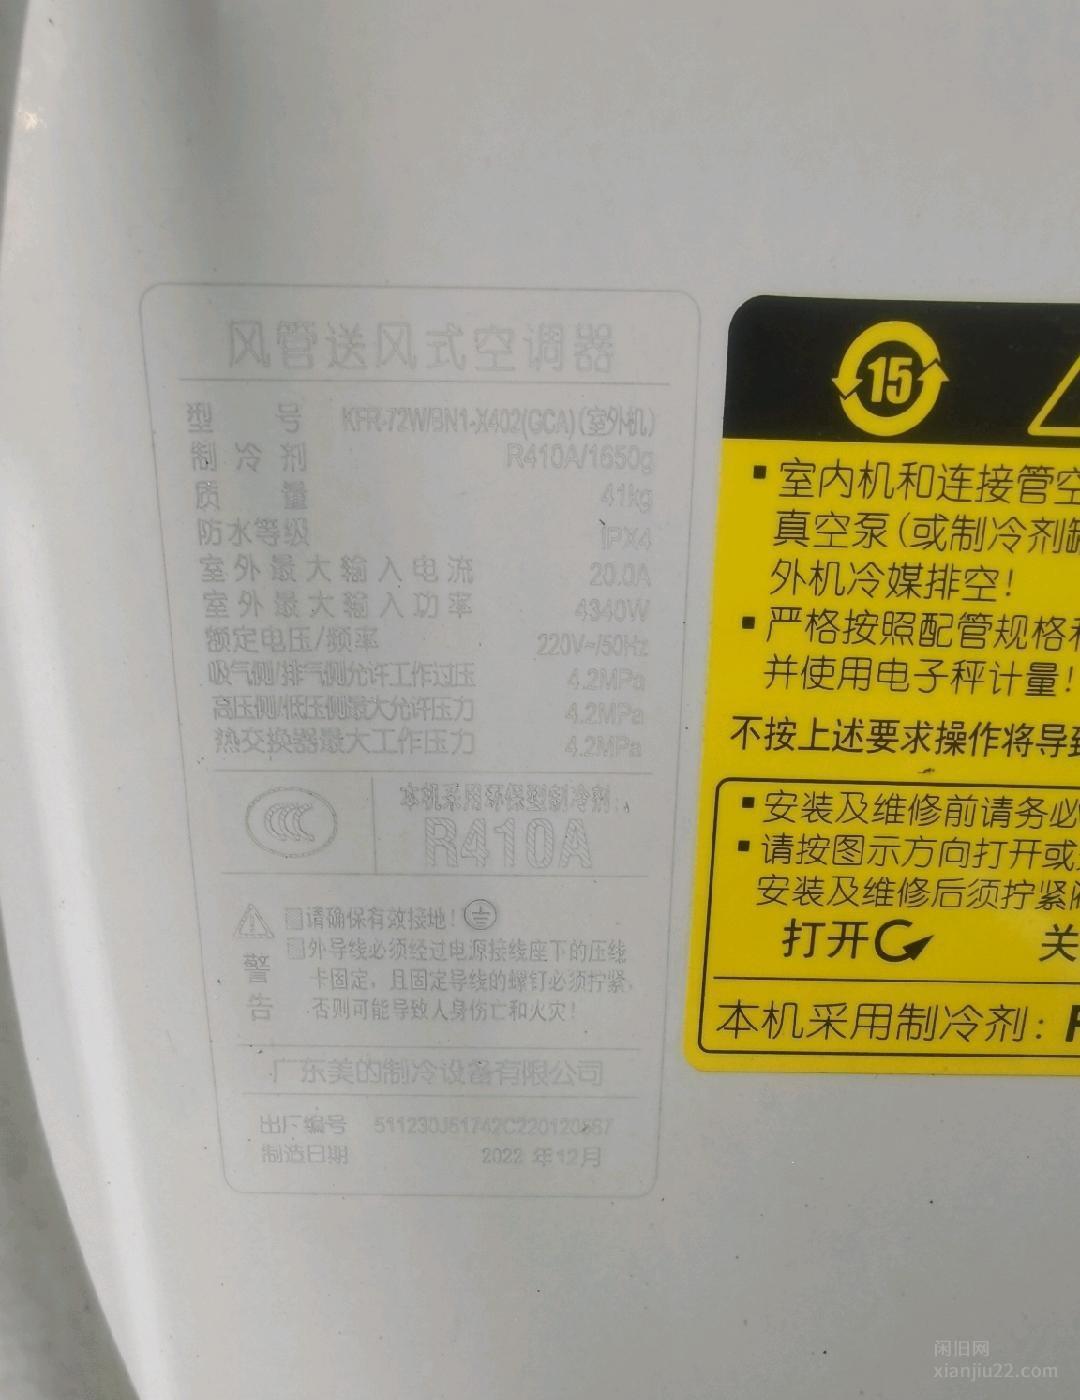 风管送风式空调器
型 号 KFR-72W/BN1-X402(GCA)(室外机)
制冷剂 R410A/1650g
质 量 41kg
防水等级 IPX4
室外最大输入电流 20.0A
室外最大输入功率 4340W
额定电压/频率 220V~/50Hz
吸气侧/排气侧允许工作过压 4.2MPa
高压侧/低压侧最大允许压力 4.2MPa
热交换器最大工作压力 4.2MPa
本机采用环保型制冷剂:
R410A
请确保有效接地!
外导线必须经过电源接线座下的压线
卡固定，且固定导线的螺钉必须拧紧，
否则可能导致人身伤亡和火灾!
警告
广东美的制冷设备有限公司
出厂编号
制造日期 2022 年12月
15
▪室内机和连接管空
真空泵(或制冷剂罐
外机冷媒排空!
▪严格按照配管规格和
并使用电子秤计量!
不按上述要求操作将导致
▪安装及维修前请务必
▪请按图示方向打开或
安装及维修后须拧紧
打开 关
本机采用制冷剂:
闲旧网
xianjiu22.com